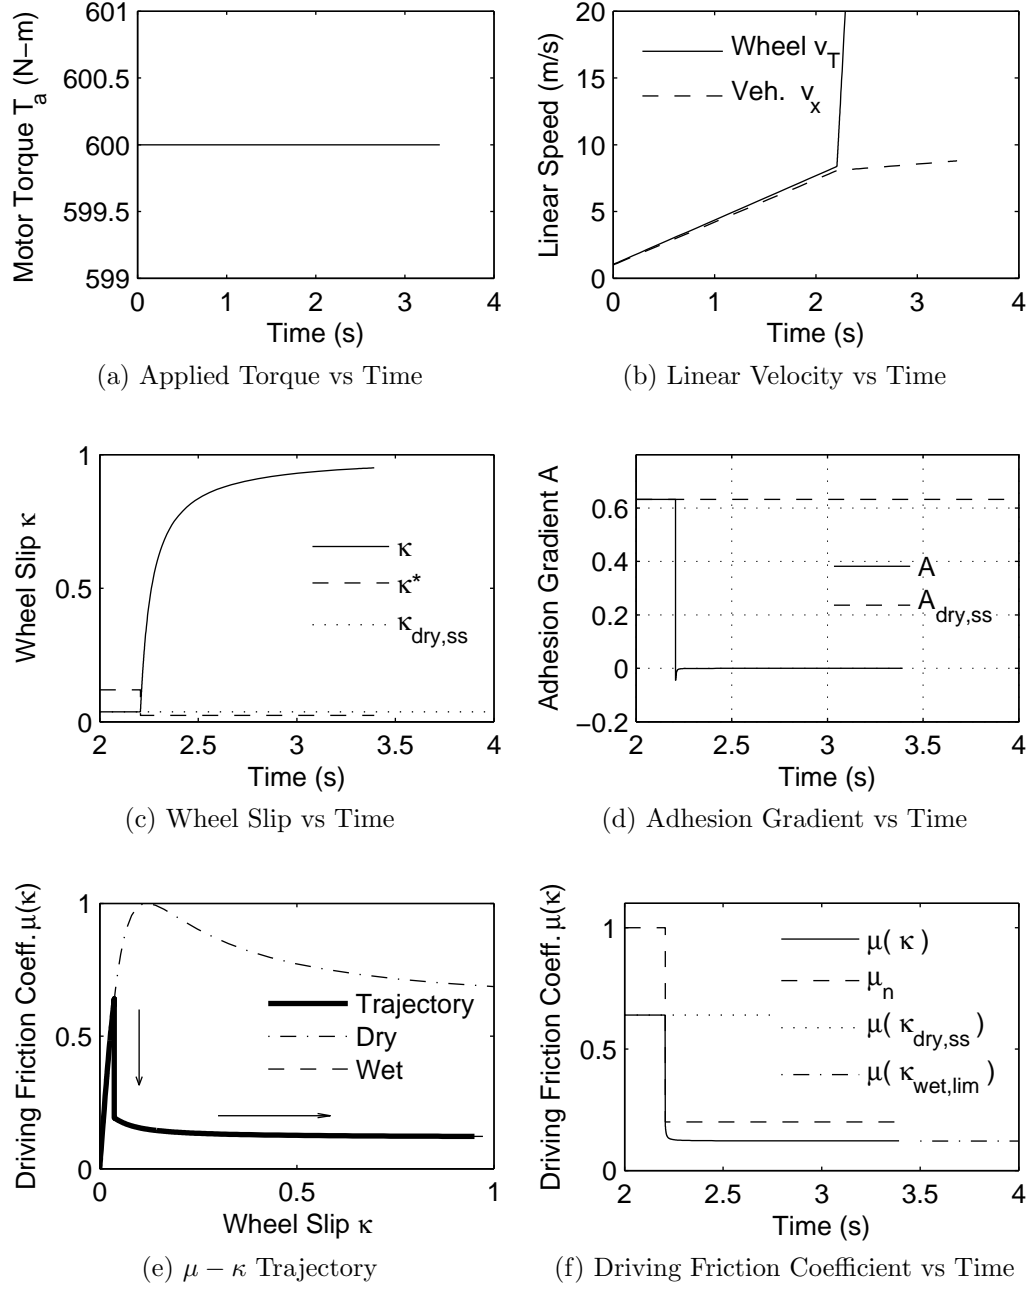 Motor Torque T_a (N−m)
601
600.5
600
599.5
599
0 1 2 3 4
Time (s)
(a) Applied Torque vs Time
Linear Speed (m/s)
20
15
10
5
0
Wheel v_T
Veh. v_x
0 1 2 3 4
Time (s)
(b) Linear Velocity vs Time
Wheel Slip κ
1
0.5
0
κ
κ*
κ_dry,ss
2 2.5 3 3.5 4
Time (s)
(c) Wheel Slip vs Time
Adhesion Gradient A
0.6
0.4
0.2
0
−0.2
A
A_dry,ss
2 2.5 3 3.5 4
Time (s)
(d) Adhesion Gradient vs Time
Driving Friction Coeff. μ(κ)
1
0.5
0
Trajectory
Dry
Wet
0 0.5 1
Wheel Slip κ
(e) μ − κ Trajectory
Driving Friction Coeff. μ(κ)
1
0.5
0
μ( κ )
μ_n
μ( κ_dry,ss )
μ( κ_wet,lim )
2 2.5 3 3.5 4
Time (s)
(f) Driving Friction Coefficient vs Time